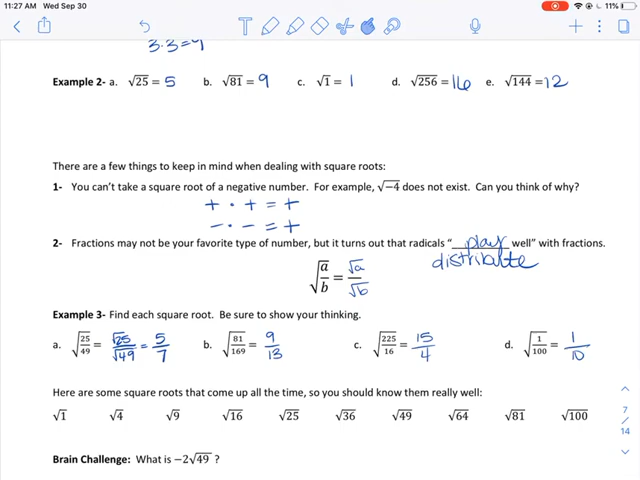 11:27 AM Wed Sep 30 11%
3·3=9
Example 2- a. √25 = 5 b. √81 = 9 c. √1 = 1 d. √256 = 16 e. √144 = 12
There are a few things to keep in mind when dealing with square roots:
1- You can't take a square root of a negative number. For example, √−4 does not exist. Can you think of why?
+ · + = +
− · − = +
2- Fractions may not be your favorite type of number, but it turns out that radicals "play well" with fractions.
distribute
√(a/b) = √a/√b
Example 3- Find each square root. Be sure to show your thinking.
a. √(25/49) = √25/√49 = 5/7 b. √(81/169) = 9/13 c. √(225/16) = 15/4 d. √(1/100) = 1/10
Here are some square roots that come up all the time, so you should know them really well:
√1 √4 √9 √16 √25 √36 √49 √64 √81 √100
Brain Challenge: What is −2√49 ?
7
/
14